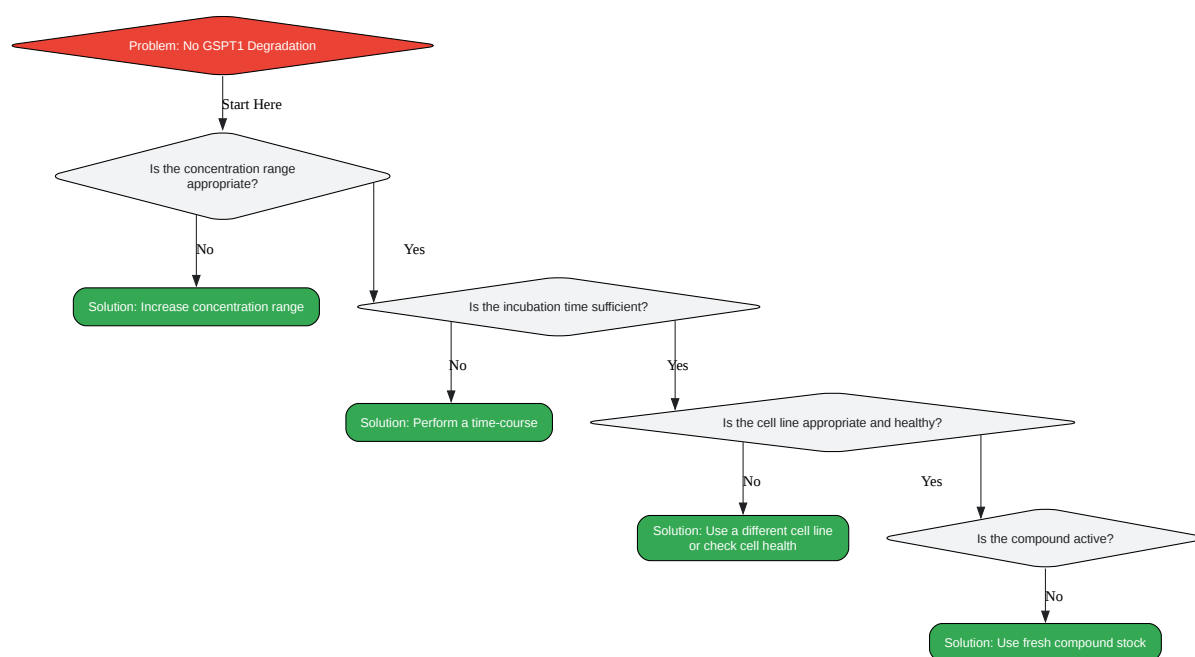 Problem: No GSPT1 Degradation
Start Here
Is the concentration range
appropriate?
No
Yes
Solution: Increase concentration range
Is the incubation time sufficient?
No
Yes
Solution: Perform a time-course
Is the cell line appropriate and healthy?
No
Yes
Solution: Use a different cell line
or check cell health
Is the compound active?
No
Solution: Use fresh compound stock